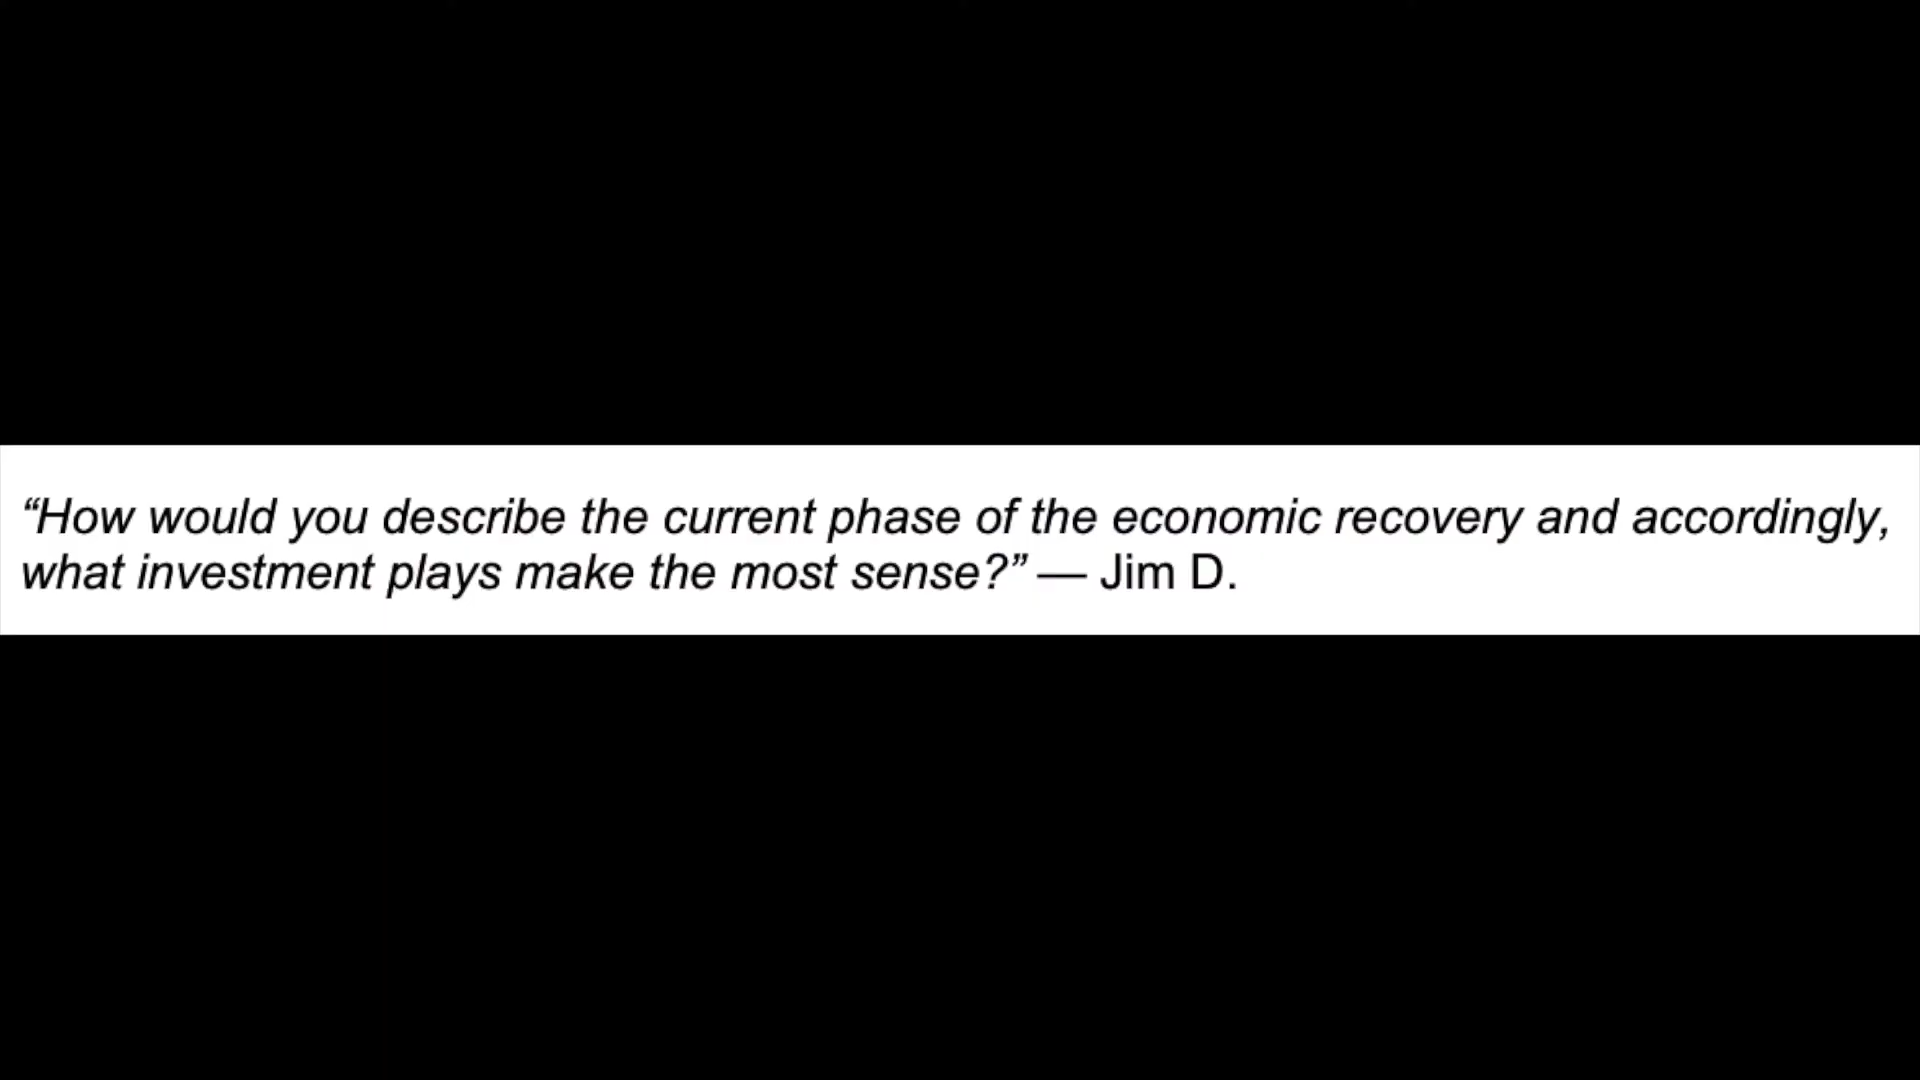 “How would you describe the current phase of the economic recovery and accordingly,
what investment plays make the most sense?” — Jim D.